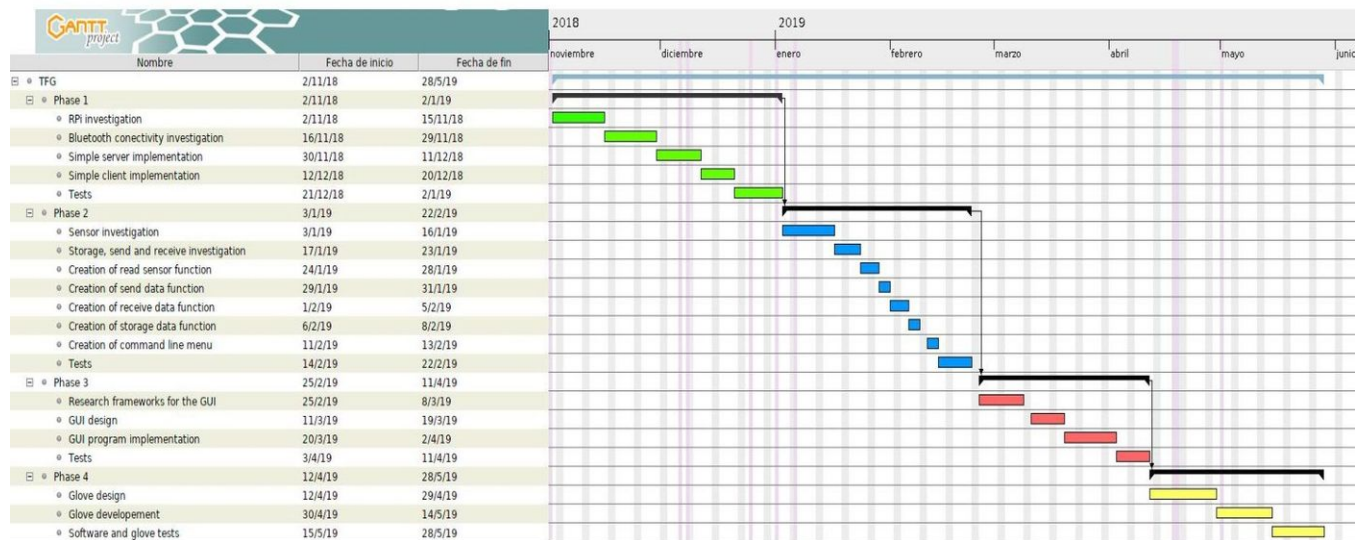 GANTT
project
2018 2019
noviembre diciembre enero febrero marzo abril mayo junio
Nombre Fecha de inicio Fecha de fin
TFG 2/11/18 28/5/19
Phase 1 2/11/18 2/1/19
RPi investigation 2/11/18 15/11/18
Bluetooth conectivity investigation 16/11/18 29/11/18
Simple server implementation 30/11/18 11/12/18
Simple client implementation 12/12/18 20/12/18
Tests 21/12/18 2/1/19
Phase 2 3/1/19 22/2/19
Sensor investigation 3/1/19 16/1/19
Storage, send and receive investigation 17/1/19 23/1/19
Creation of read sensor function 24/1/19 28/1/19
Creation of send data function 29/1/19 31/1/19
Creation of receive data function 1/2/19 5/2/19
Creation of storage data function 6/2/19 8/2/19
Creation of command line menu 11/2/19 13/2/19
Tests 14/2/19 22/2/19
Phase 3 25/2/19 11/4/19
Research frameworks for the GUI 25/2/19 8/3/19
GUI design 11/3/19 19/3/19
GUI program implementation 20/3/19 2/4/19
Tests 3/4/19 11/4/19
Phase 4 12/4/19 28/5/19
Glove design 12/4/19 29/4/19
Glove developement 30/4/19 14/5/19
Software and glove tests 15/5/19 28/5/19